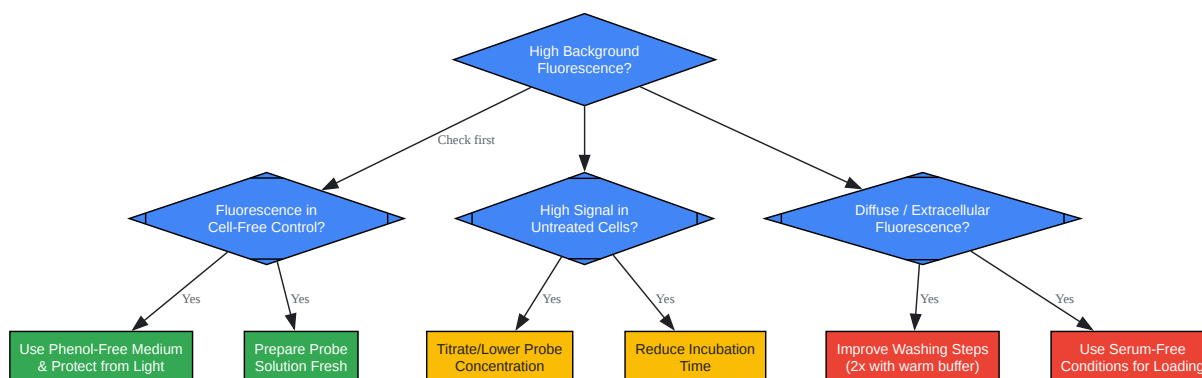 High Background
Fluorescence?
Check first
Fluorescence in
Cell-Free Control?
High Signal in
Untreated Cells?
Diffuse / Extracellular
Fluorescence?
Yes
Yes
Yes
Yes
Yes
Yes
Use Phenol-Free Medium
& Protect from Light
Prepare Probe
Solution Fresh
Titrate/Lower Probe
Concentration
Reduce Incubation
Time
Improve Washing Steps
(2x with warm buffer)
Use Serum-Free
Conditions for Loading